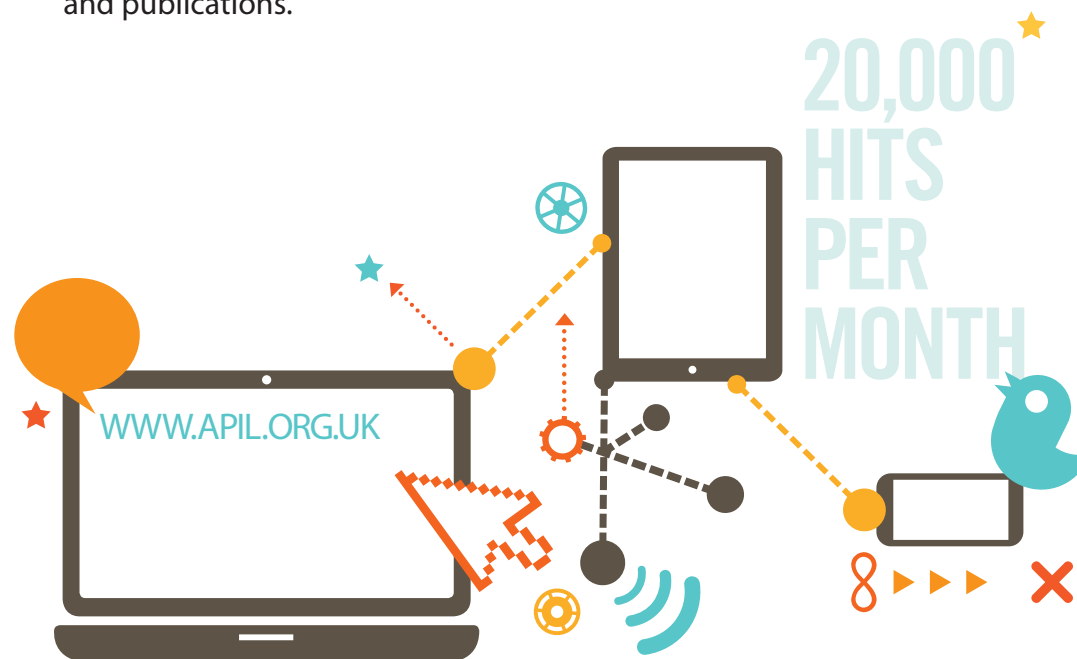 and publications.
20,000
HITS
PER
MONTH
WWW.APIL.ORG.UK